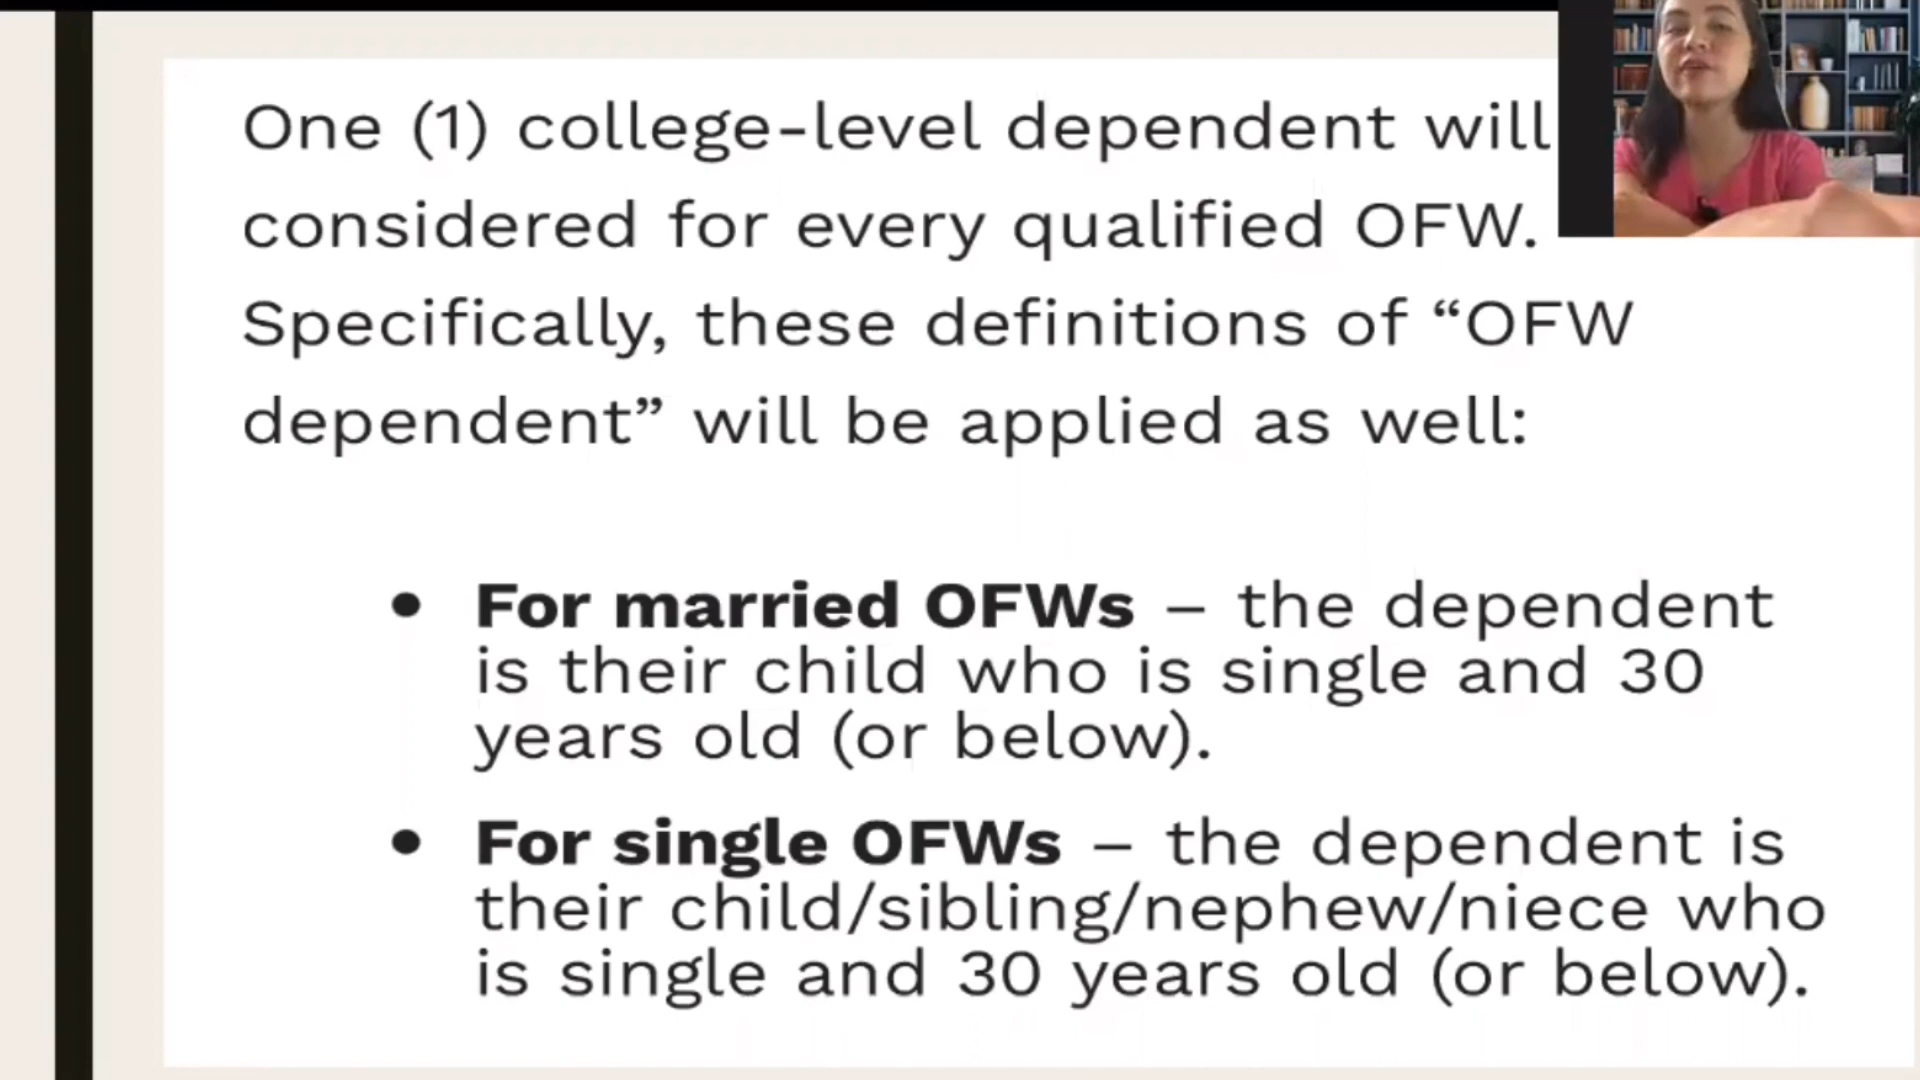 One (1) college-level dependent will
considered for every qualified OFW.
Specifically, these definitions of “OFW
dependent” will be applied as well:
• For married OFWs – the dependent
is their child who is single and 30
years old (or below).
• For single OFWs – the dependent is
their child/sibling/nephew/niece who
is single and 30 years old (or below).